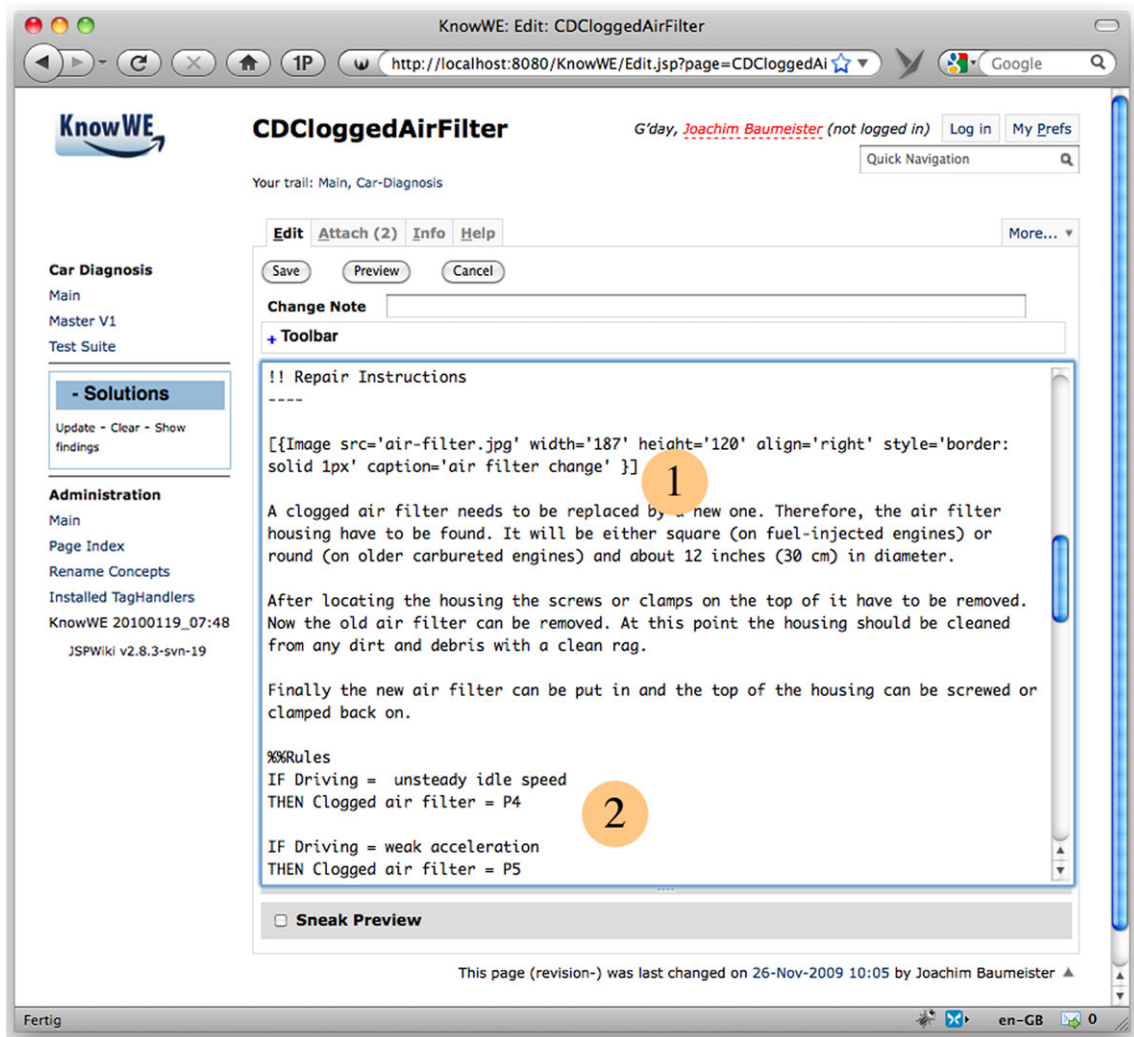 KnowWE: Edit: CDCloggedAirFilter
1P
http://localhost:8080/KnowWE/Edit.jsp?page=CDCloggedAi
Google
KnowWE
CDCloggedAirFilter
G'day, Joachim Baumeister (not logged in) Log in My Prefs
Quick Navigation
Your trail: Main, Car-Diagnosis
Edit Attach (2) Info Help More...
Car Diagnosis
Main
Master V1
Test Suite
- Solutions
Update - Clear - Show
findings
Administration
Main
Page Index
Rename Concepts
Installed TagHandlers
KnowWE 20100119_07:48
JSPWiki v2.8.3-svn-19
Save Preview Cancel
Change Note
+ Toolbar
!! Repair Instructions
----
[{Image src='air-filter.jpg' width='187' height='120' align='right' style='border:
solid 1px' caption='air filter change' }]
1
A clogged air filter needs to be replaced by a new one. Therefore, the air filter
housing have to be found. It will be either square (on fuel-injected engines) or
round (on older carbureted engines) and about 12 inches (30 cm) in diameter.
After locating the housing the screws or clamps on the top of it have to be removed.
Now the old air filter can be removed. At this point the housing should be cleaned
from any dirt and debris with a clean rag.
Finally the new air filter can be put in and the top of the housing can be screwed or
clamped back on.
%%Rules
IF Driving =  unsteady idle speed
THEN Clogged air filter = P4
2
IF Driving = weak acceleration
THEN Clogged air filter = P5
Sneak Preview
This page (revision-) was last changed on 26-Nov-2009 10:05 by Joachim Baumeister
Fertig
en-GB 0